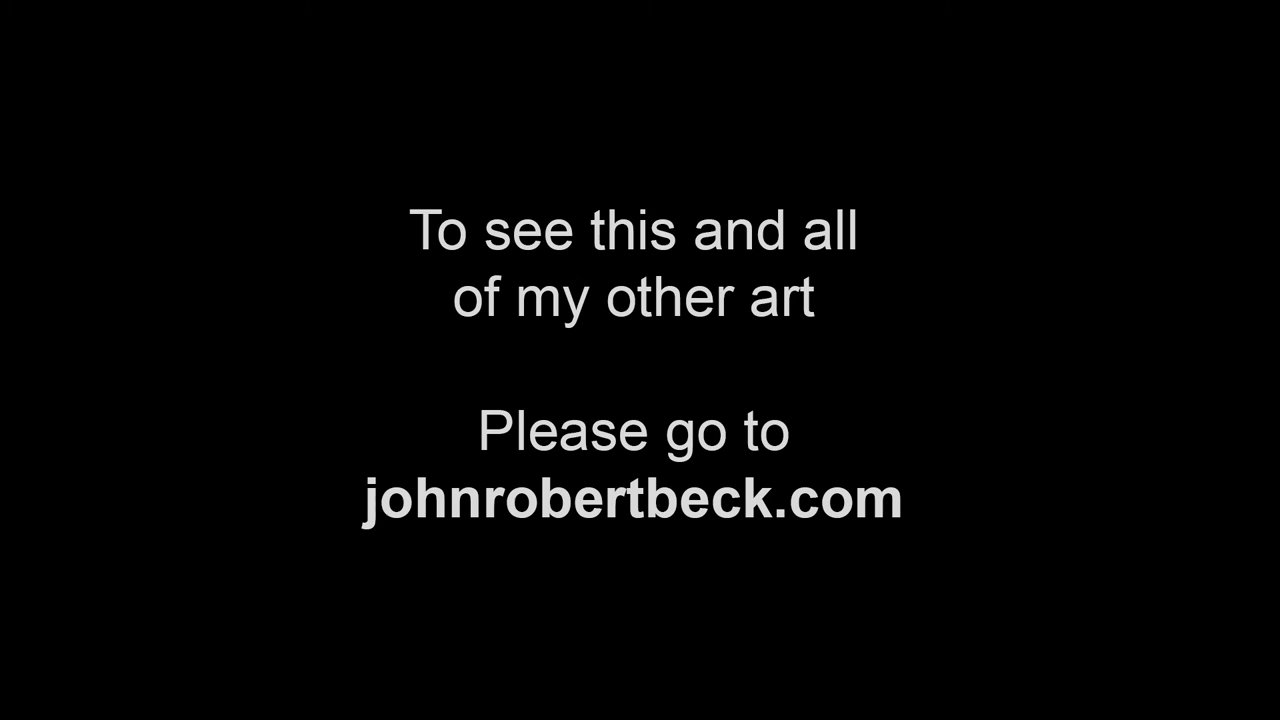 To see this and all
of my other art
Please go to
johnrobertbeck.com